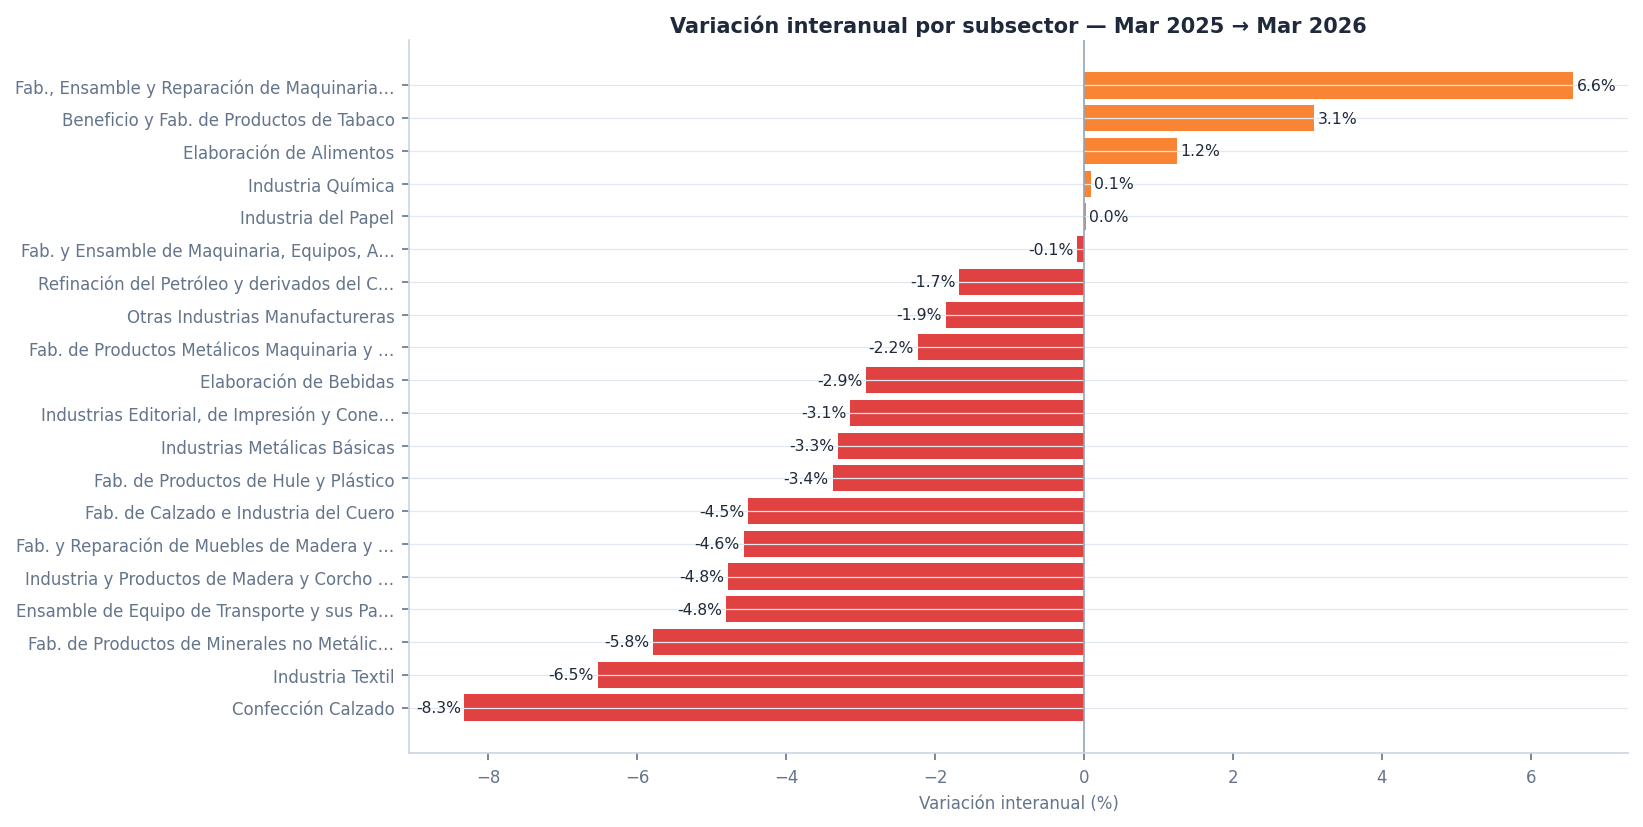 Variación interanual por subsector — Mar 2025 → Mar 2026
Fab., Ensamble y Reparación de Maquinaria… 6.6%
Beneficio y Fab. de Productos de Tabaco 3.1%
Elaboración de Alimentos 1.2%
Industria Química 0.1%
Industria del Papel 0.0%
Fab. y Ensamble de Maquinaria, Equipos, A… -0.1%
Refinación del Petróleo y derivados del C… -1.7%
Otras Industrias Manufactureras -1.9%
Fab. de Productos Metálicos Maquinaria y … -2.2%
Elaboración de Bebidas -2.9%
Industrias Editorial, de Impresión y Cone… -3.1%
Industrias Metálicas Básicas -3.3%
Fab. de Productos de Hule y Plástico -3.4%
Fab. de Calzado e Industria del Cuero -4.5%
Fab. y Reparación de Muebles de Madera y … -4.6%
Industria y Productos de Madera y Corcho … -4.8%
Ensamble de Equipo de Transporte y sus Pa… -4.8%
Fab. de Productos de Minerales no Metálic… -5.8%
Industria Textil -6.5%
Confección Calzado -8.3%
−8 −6 −4 −2 0 2 4 6
Variación interanual (%)